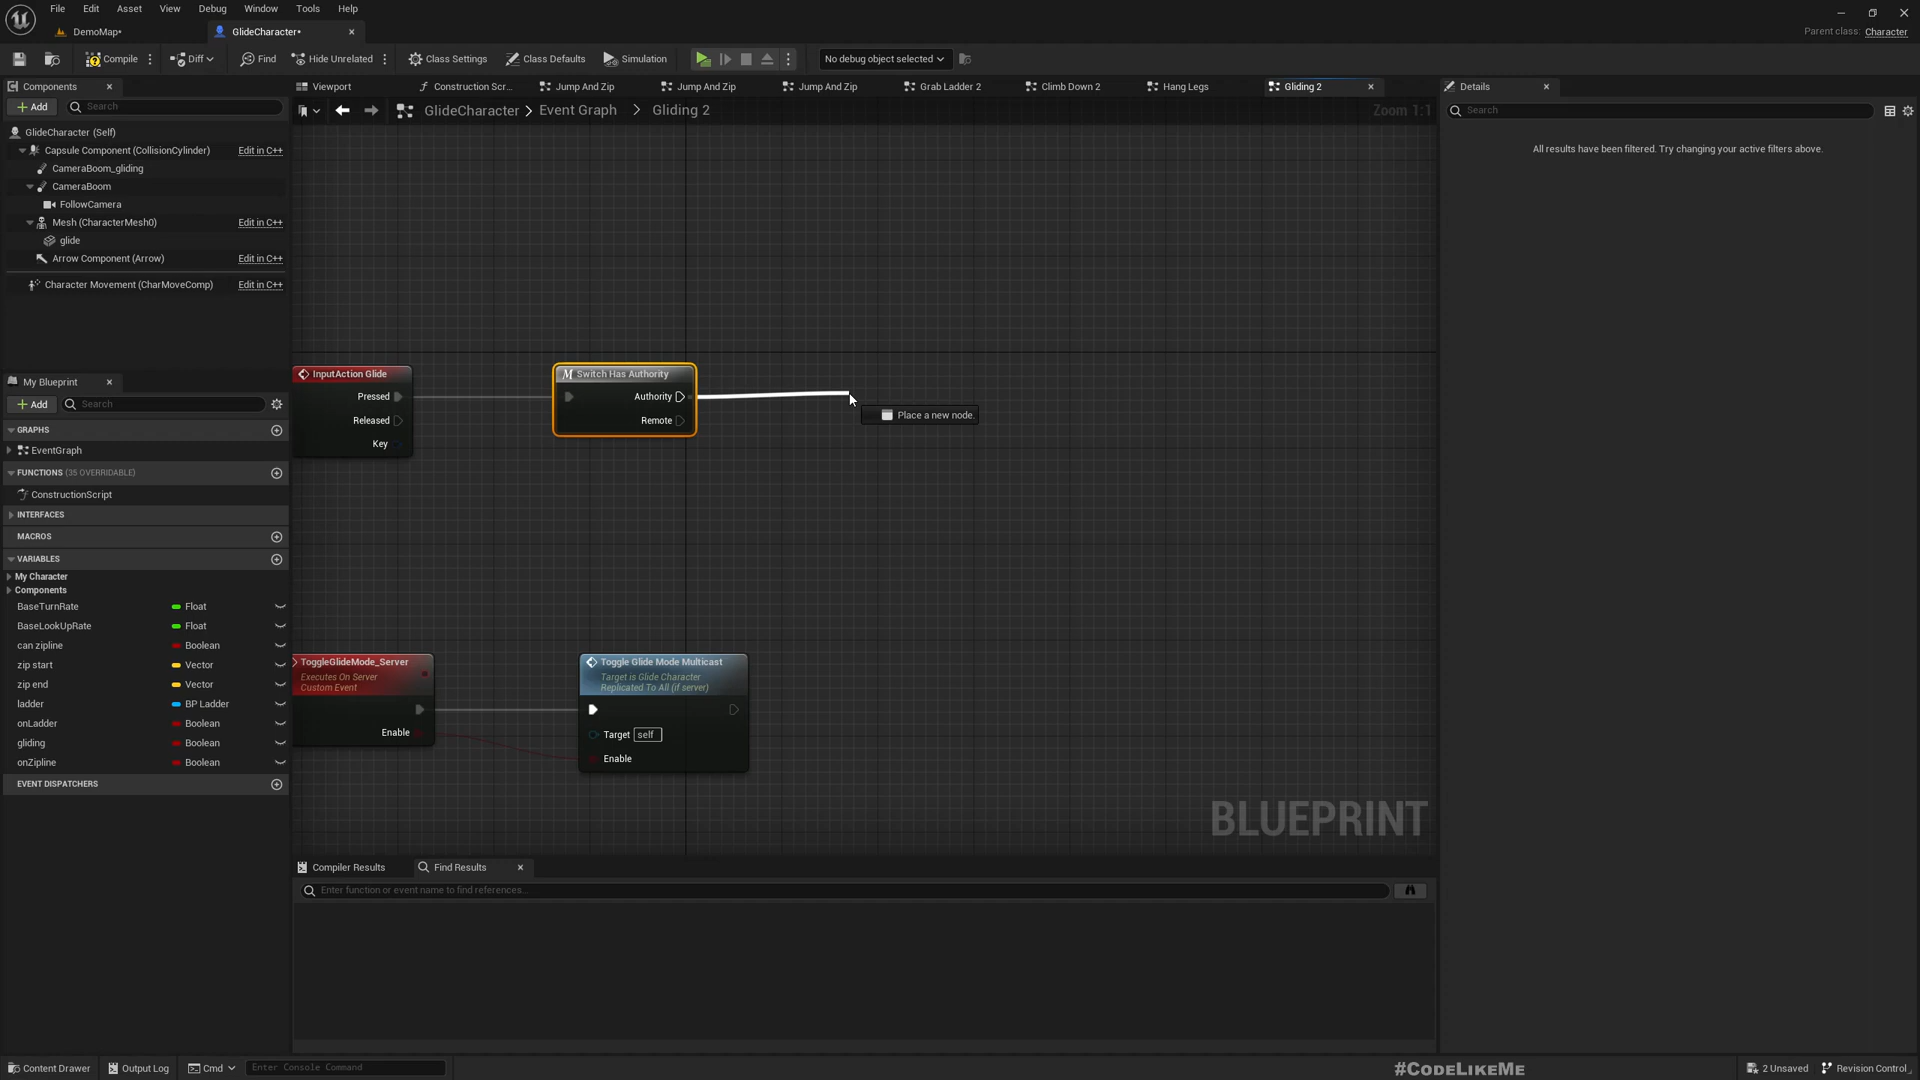 File Edit Asset View Debug Window Tools Help
DemoMap*
GlideCharacter*
Parent class: Character
Compile
Diff
Find
Hide Unrelated
Class Settings
Class Defaults
Simulation
No debug object selected
Components
Add
Search
GlideCharacter (Self)
Capsule Component (CollisionCylinder) Edit in C++
CameraBoom_gliding
CameraBoom
FollowCamera
Mesh (CharacterMesh0) Edit in C++
glide
Arrow Component (Arrow) Edit in C++
Character Movement (CharMoveComp) Edit in C++
My Blueprint
Add
Search
GRAPHS
EventGraph
FUNCTIONS (35 OVERRIDABLE)
ConstructionScript
INTERFACES
MACROS
VARIABLES
My Character
Components
BaseTurnRate Float
BaseLookUpRate Float
can zipline Boolean
zip start Vector
zip end Vector
ladder BP Ladder
onLadder Boolean
gliding Boolean
onZipline Boolean
EVENT DISPATCHERS
Viewport
Construction Scr...
Jump And Zip
Jump And Zip
Jump And Zip
Grab Ladder 2
Climb Down 2
Hang Legs
Gliding 2
GlideCharacter > Event Graph > Gliding 2
Zoom 1:1
InputAction Glide
Pressed
Released
Key
Switch Has Authority
Authority
Remote
Place a new node.
ToggleGlideMode_Server
Executes On Server
Custom Event
Enable
Toggle Glide Mode Multicast
Target is Glide Character
Replicated To All (if server)
Target self
Enable
BLUEPRINT
Compiler Results
Find Results
Enter function or event name to find references...
Details
Search
All results have been filtered. Try changing your active filters above.
Content Drawer
Output Log
Cmd
Enter Console Command
#CodeLikeMe
2 Unsaved
Revision Control